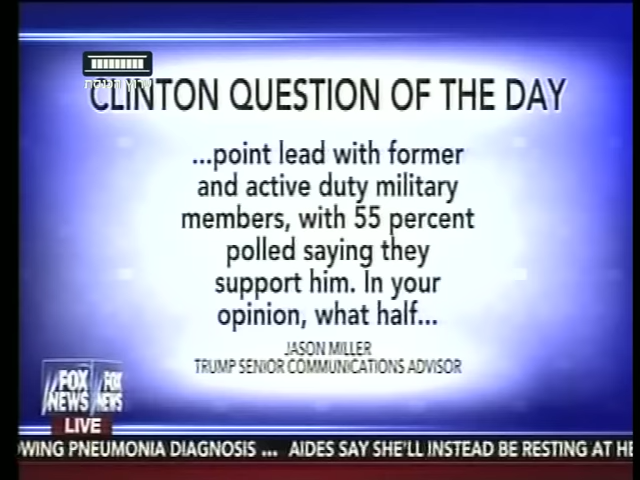 ערוץ הכנסת
CLINTON QUESTION OF THE DAY
...point lead with former
and active duty military
members, with 55 percent
polled saying they
support him. In your
opinion, what half...
JASON MILLER
TRUMP SENIOR COMMUNICATIONS ADVISOR
FOX NEWS
FOX NEWS
LIVE
OWING PNEUMONIA DIAGNOSIS ... AIDES SAY SHE'LL INSTEAD BE RESTING AT HE